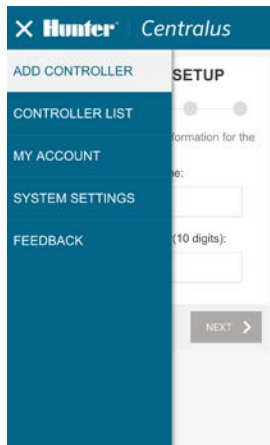 Hunter Centralus
ADD CONTROLLER
SETUP
CONTROLLER LIST
formation for the
MY ACCOUNT
SYSTEM SETTINGS
FEEDBACK
(10 digits):
NEXT